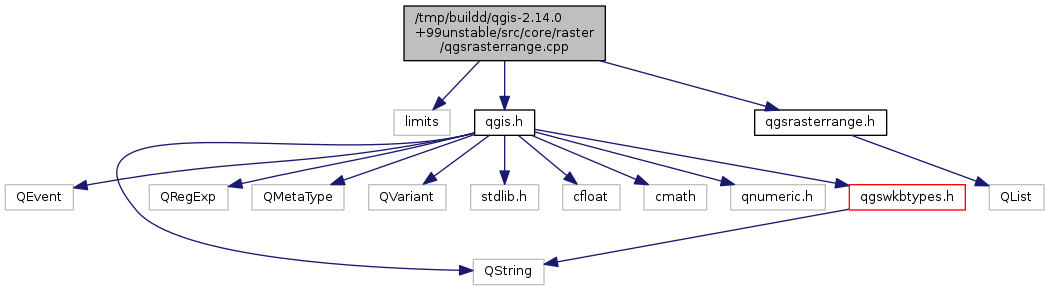 /tmp/buildd/qgis-2.14.0
+99unstable/src/core/raster
/qgsrasterrange.cpp
limits
qgis.h
qgsrasterrange.h
QEvent
QRegExp
QMetaType
QVariant
stdlib.h
cfloat
cmath
qnumeric.h
qgswkbtypes.h
QList
QString